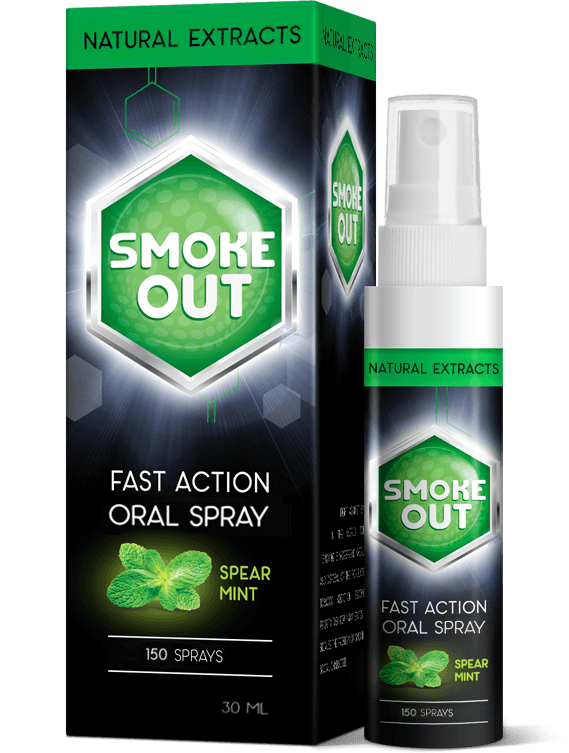 NATURAL EXTRACTS
SMOKE
OUT
FAST ACTION
ORAL SPRAY
SPEAR
MINT
150 SPRAYS
30 ML
NATURAL EXTRACTS
SMOKE
OUT
NATURAL EXTRACTS
SMOKE
OUT
FAST ACTION
ORAL SPRAY
SPEAR
MINT
150 SPRAYS